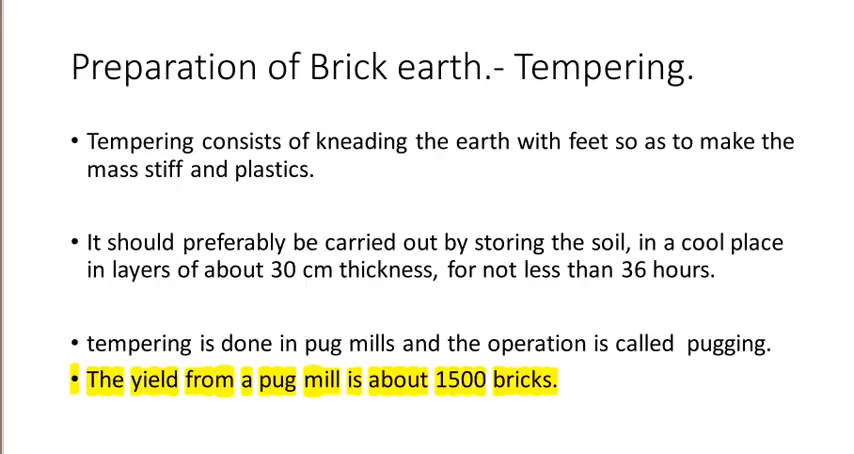 Preparation of Brick earth.- Tempering.
• Tempering consists of kneading the earth with feet so as to make the
mass stiff and plastics.
• It should preferably be carried out by storing the soil, in a cool place
in layers of about 30 cm thickness, for not less than 36 hours.
• tempering is done in pug mills and the operation is called pugging.
• The yield from a pug mill is about 1500 bricks.